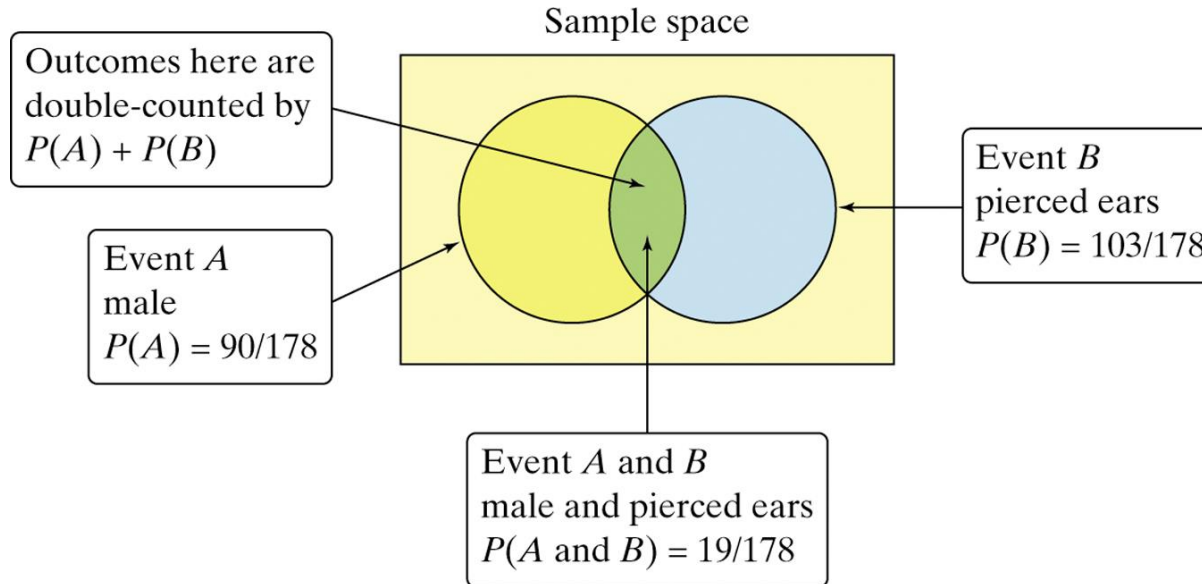 Sample space
Outcomes here are
double-counted by
P(A) + P(B)
Event A
male
P(A) = 90/178
Event B
pierced ears
P(B) = 103/178
Event A and B
male and pierced ears
P(A and B) = 19/178